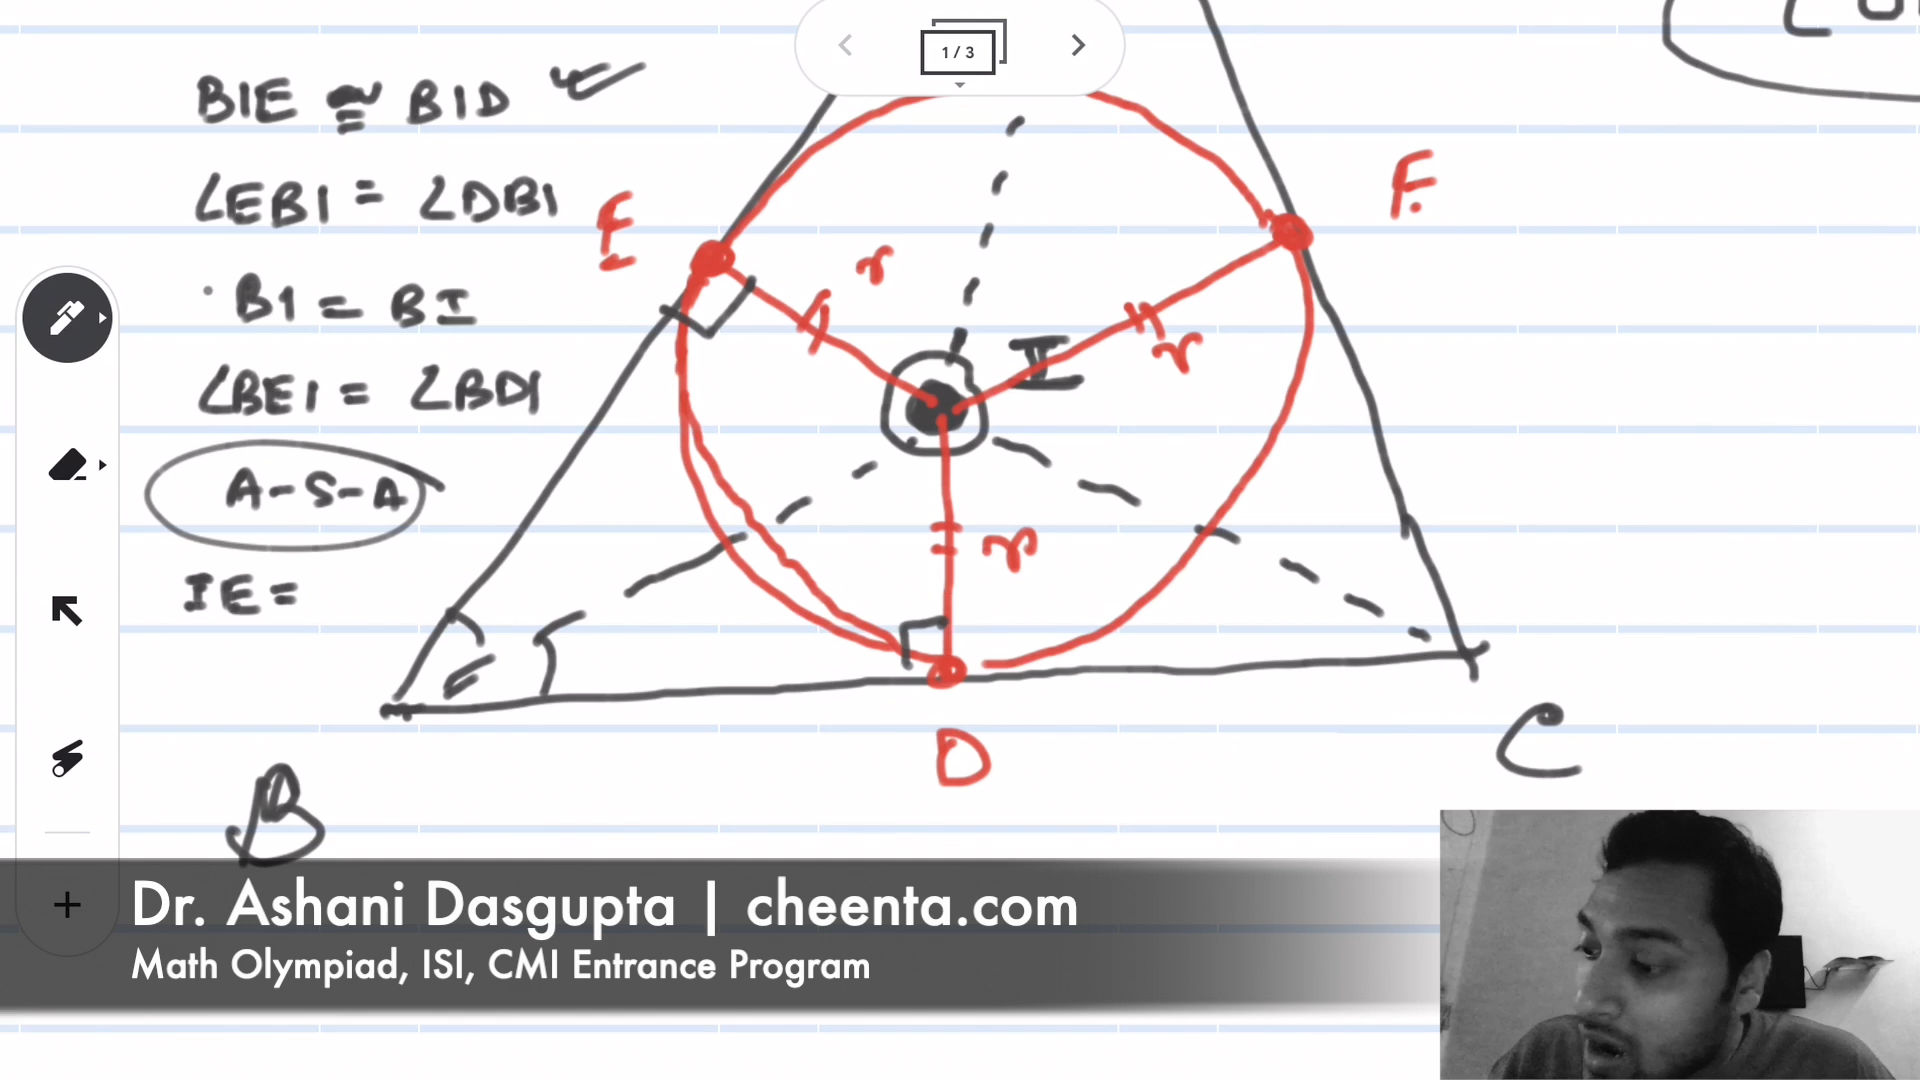 1 / 3
BIE ≅ BID
∠EBI = ∠DBI
BI = BI
∠BEI = ∠BDI
A-S-A
IE =
E
F
r
I
r
r
D
B
C
Dr. Ashani Dasgupta | cheenta.com
Math Olympiad, ISI, CMI Entrance Program